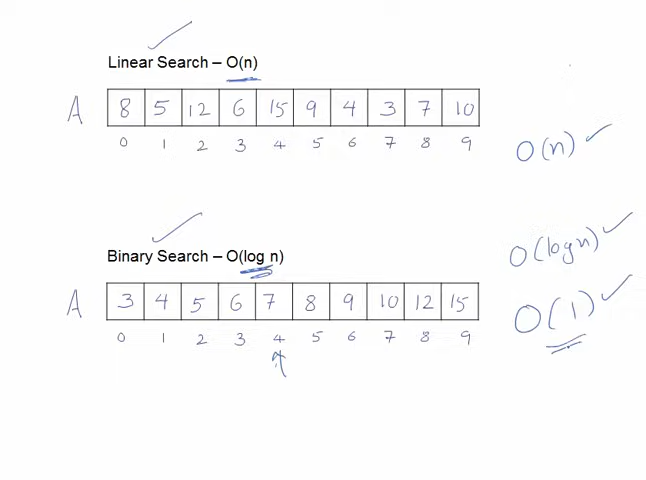 Linear Search – O(n)
A 8 5 12 6 15 9 4 3 7 10
0 1 2 3 4 5 6 7 8 9
O(n)
Binary Search – O(log n)
O(log n)
A 3 4 5 6 7 8 9 10 12 15
O(1)
0 1 2 3 4 5 6 7 8 9